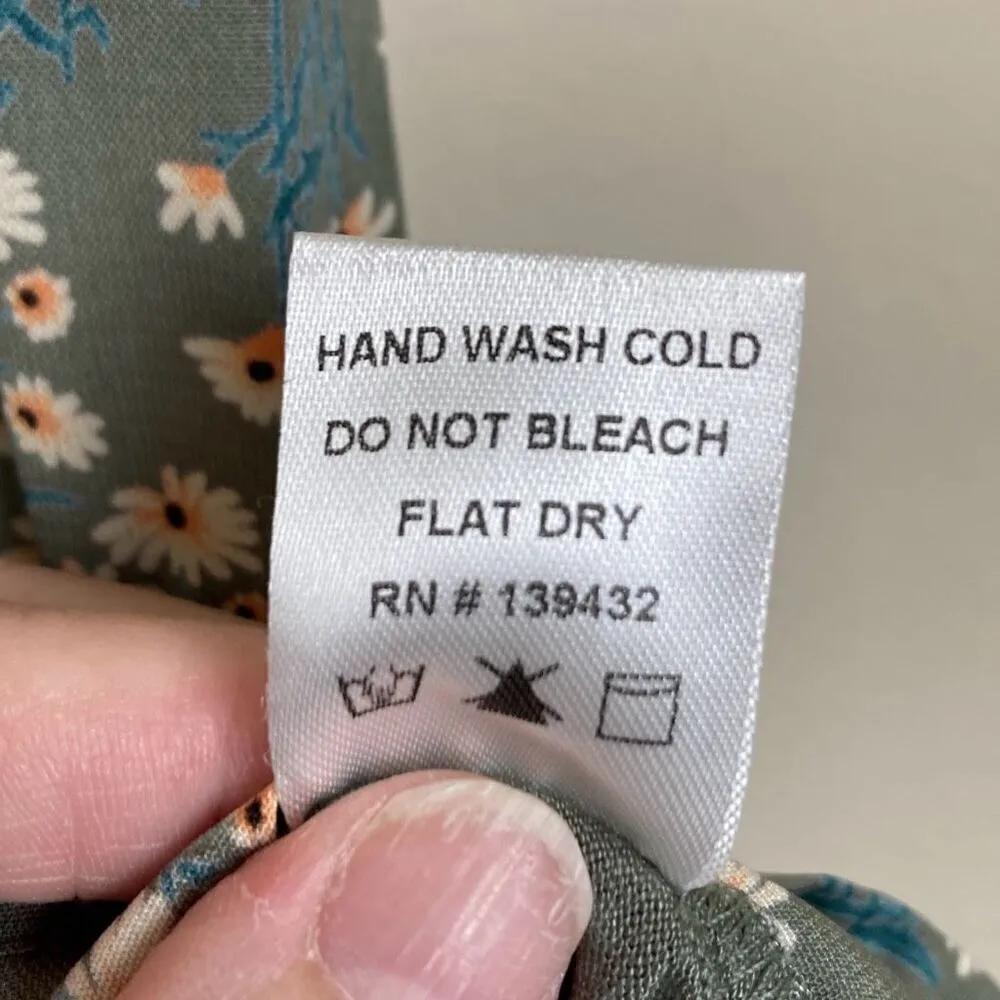 HAND WASH COLD
DO NOT BLEACH
FLAT DRY
RN # 139432